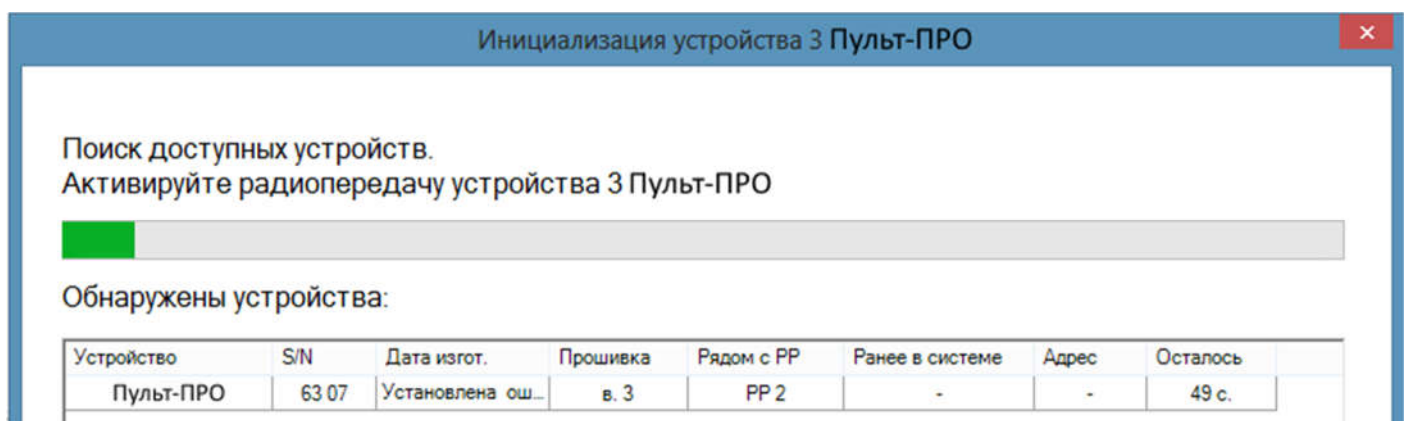 Инициализация устройства 3 Пульт-ПРО
Поиск доступных устройств.
Активируйте радиопередачу устройства 3 Пульт-ПРО
Обнаружены устройства:
Устройство S/N Дата изгот. Прошивка Рядом с РР Ранее в системе Адрес Осталось
Пульт-ПРО 63 07 Установлена ош... в. 3 РР 2 - - 49 с.